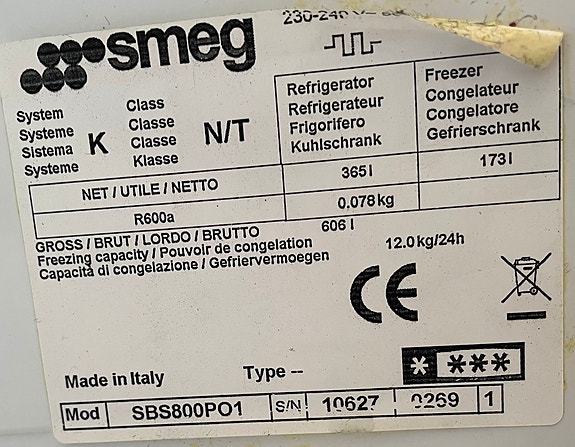 smeg
System
Systeme
Sistema
Systeme
K
Class
Classe
Classe
Klasse
N/T
Refrigerator
Refrigerateur
Frigorifero
Kuhlschrank
Freezer
Congelateur
Congelatore
Gefrierschrank
NET / UTILE / NETTO 365 l 173 l
R600a 0.078 kg
GROSS / BRUT / LORDO / BRUTTO 606 l
Freezing capacity / Pouvoir de congelation 12.0 kg/24h
Capacità di congelazione / Gefriervermoegen
CE
* ***
Made in Italy Type --
Mod SBS800PO1 S/N 10627 0269 1